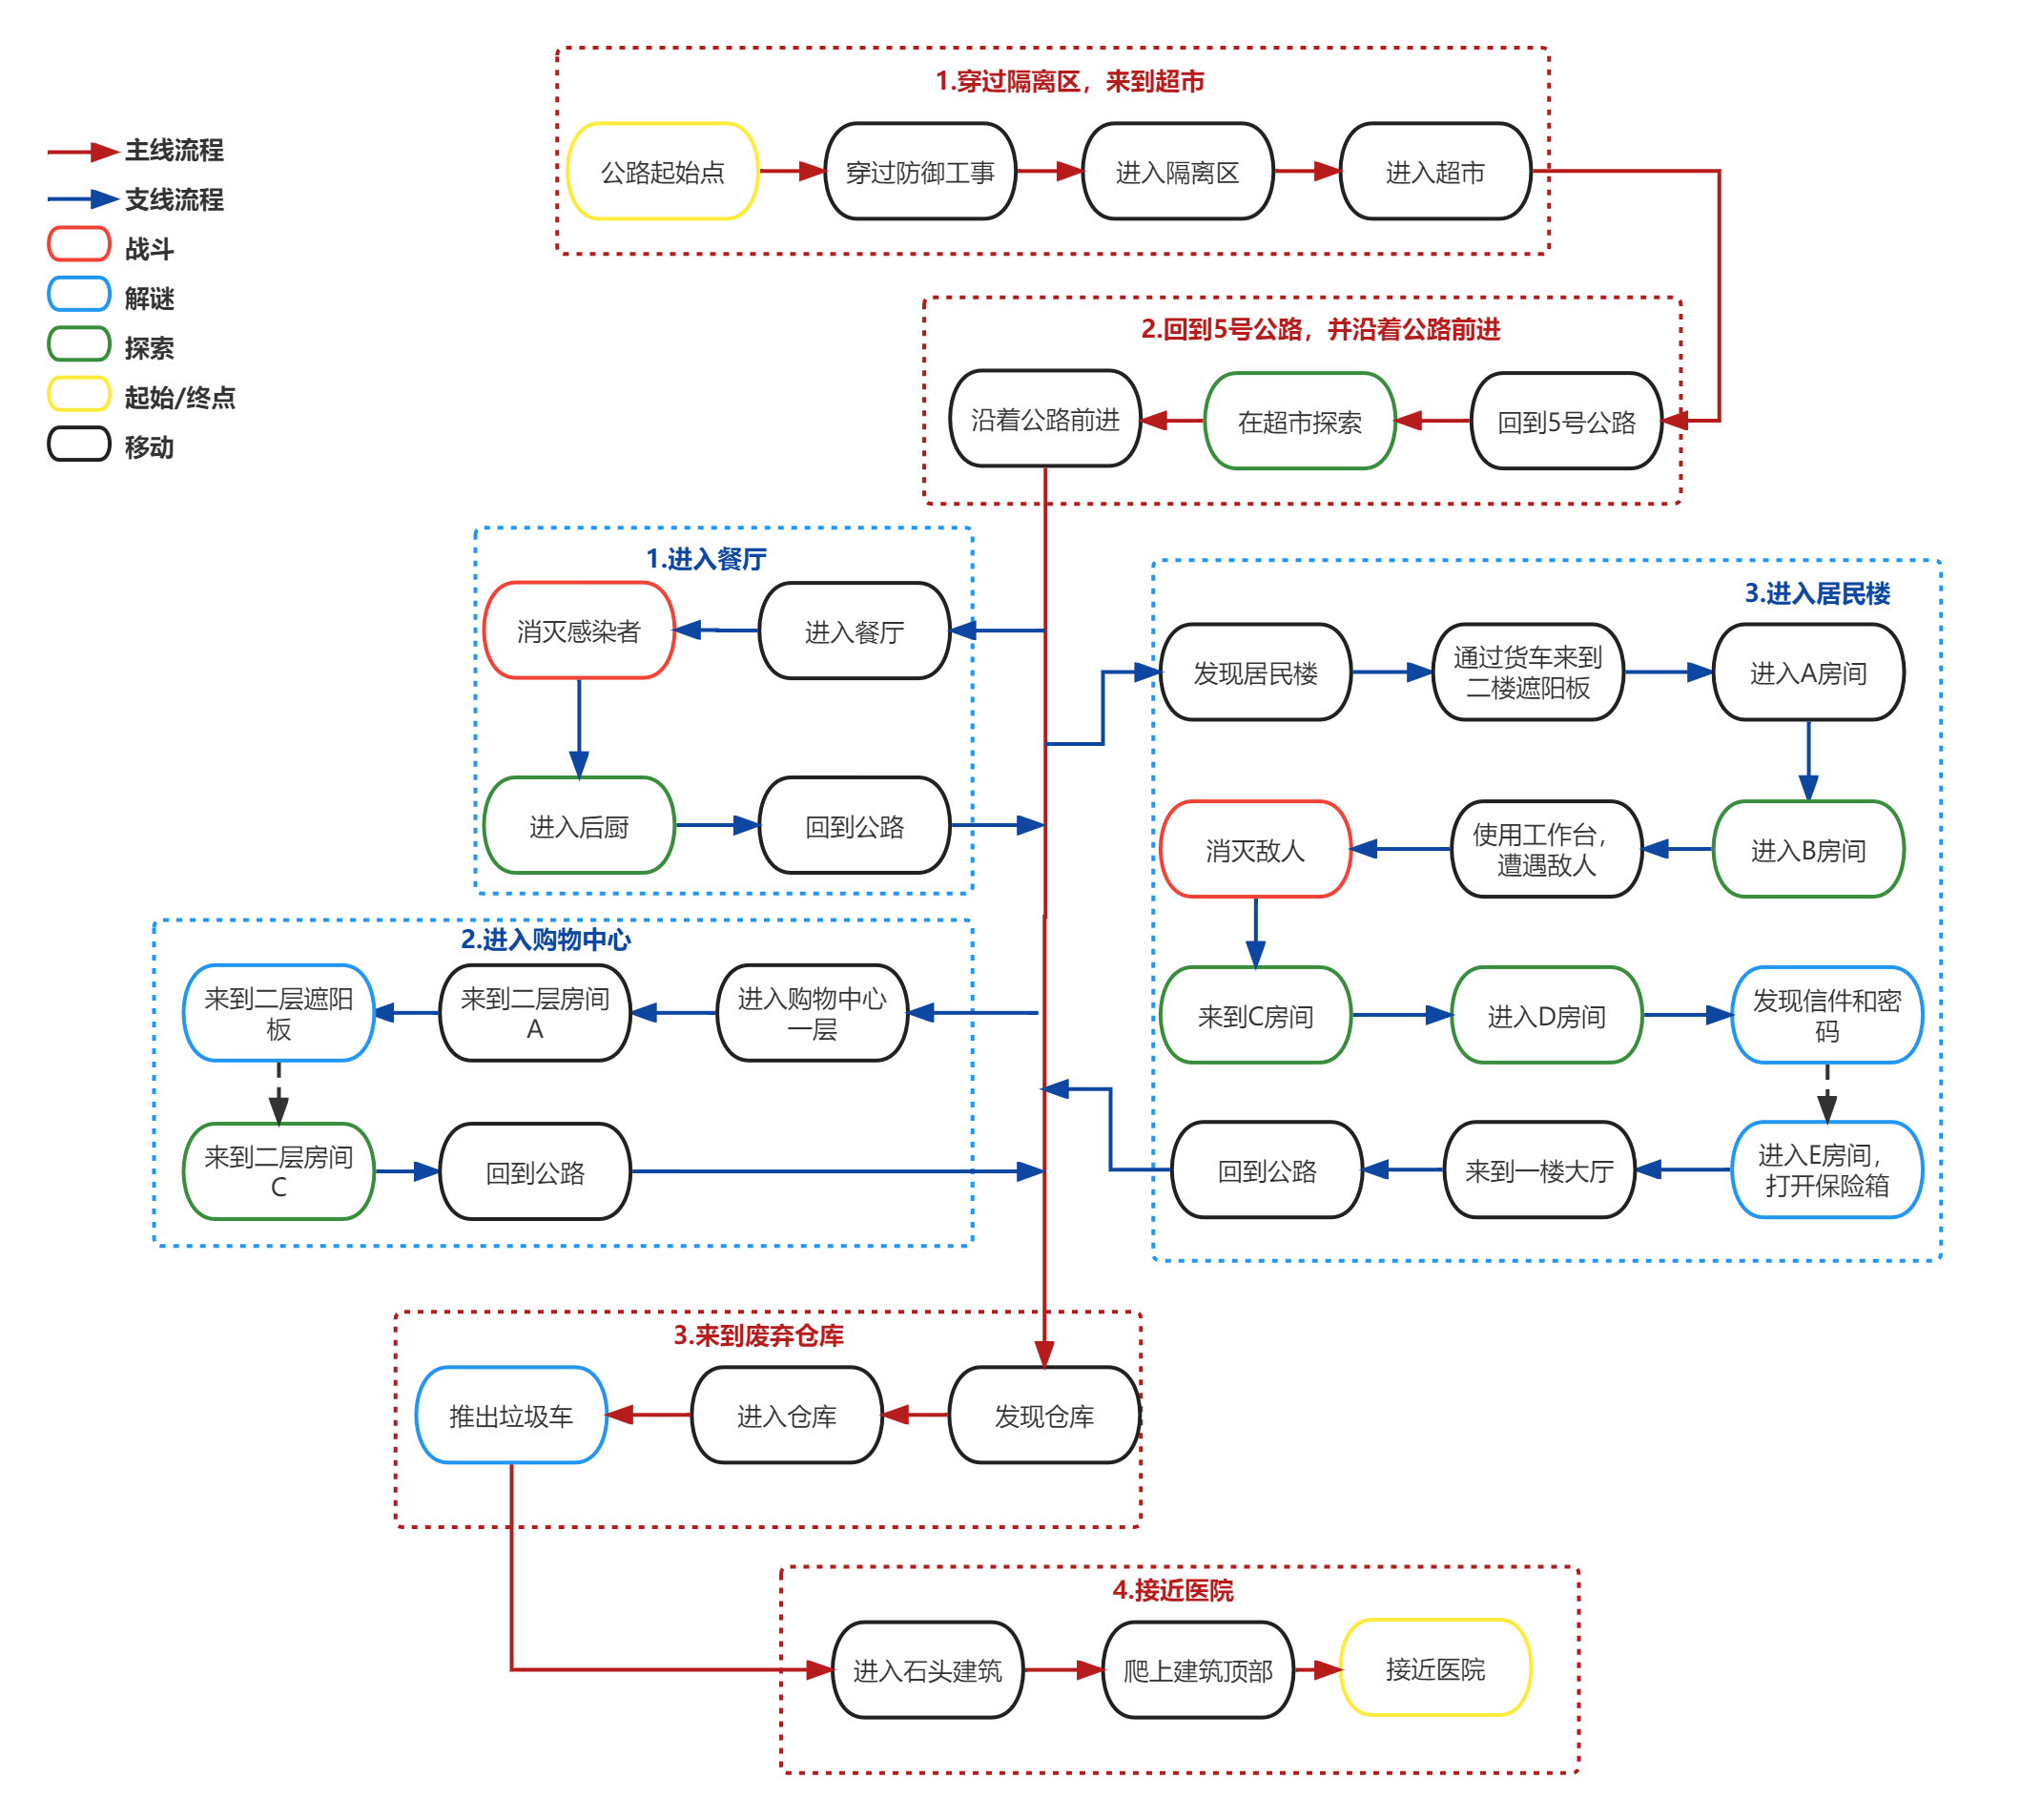 主线流程
支线流程
战斗
解谜
探索
起始/终点
移动
1.穿过隔离区，来到超市
公路起始点
穿过防御工事
进入隔离区
进入超市
2.回到5号公路，并沿着公路前进
沿着公路前进
在超市探索
回到5号公路
1.进入餐厅
消灭感染者
进入餐厅
进入后厨
回到公路
3.进入居民楼
发现居民楼
通过货车来到
二楼遮阳板
进入A房间
消灭敌人
使用工作台，
遭遇敌人
进入B房间
来到C房间
进入D房间
发现信件和密
码
回到公路
来到一楼大厅
进入E房间，
打开保险箱
2.进入购物中心
来到二层遮阳
板
来到二层房间
A
进入购物中心
一层
来到二层房间
C
回到公路
3.来到废弃仓库
推出垃圾车
进入仓库
发现仓库
4.接近医院
进入石头建筑
爬上建筑顶部
接近医院